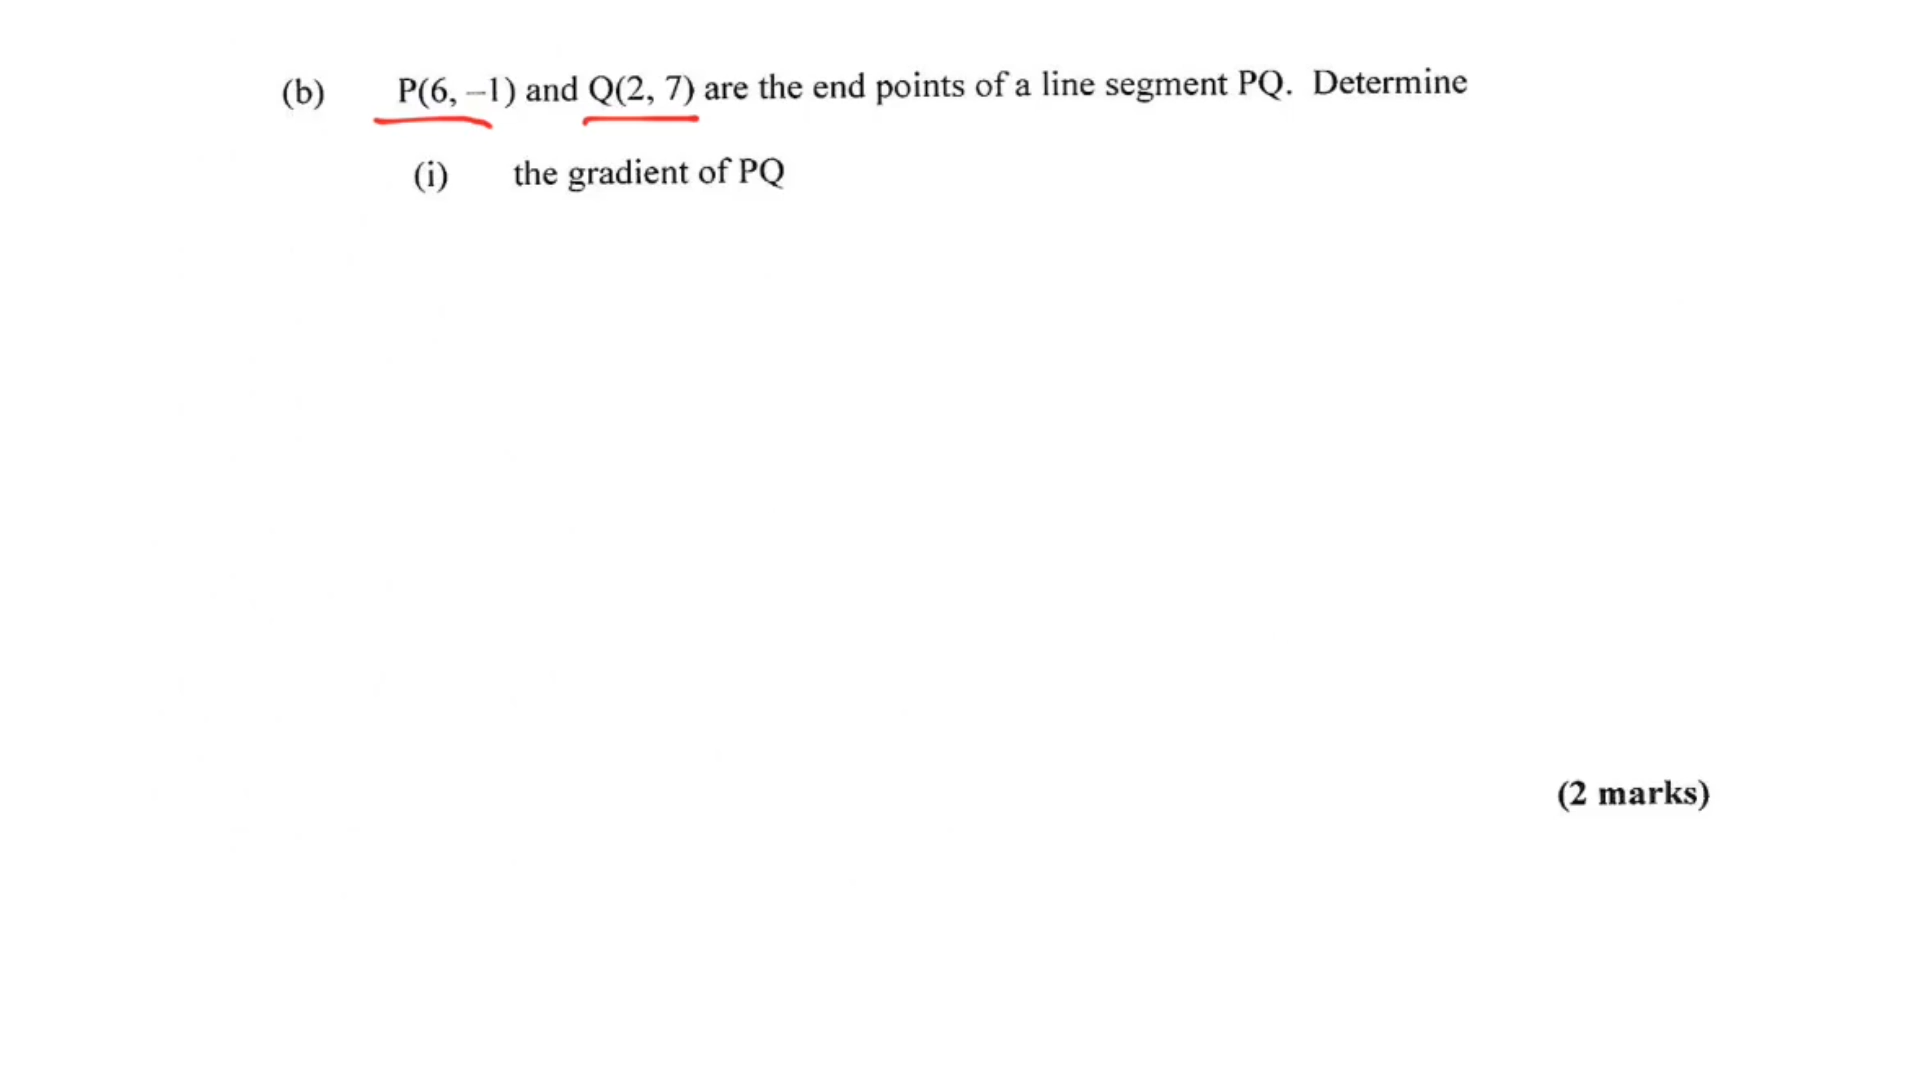 (b) P(6, –1) and Q(2, 7) are the end points of a line segment PQ. Determine
(i) the gradient of PQ
(2 marks)